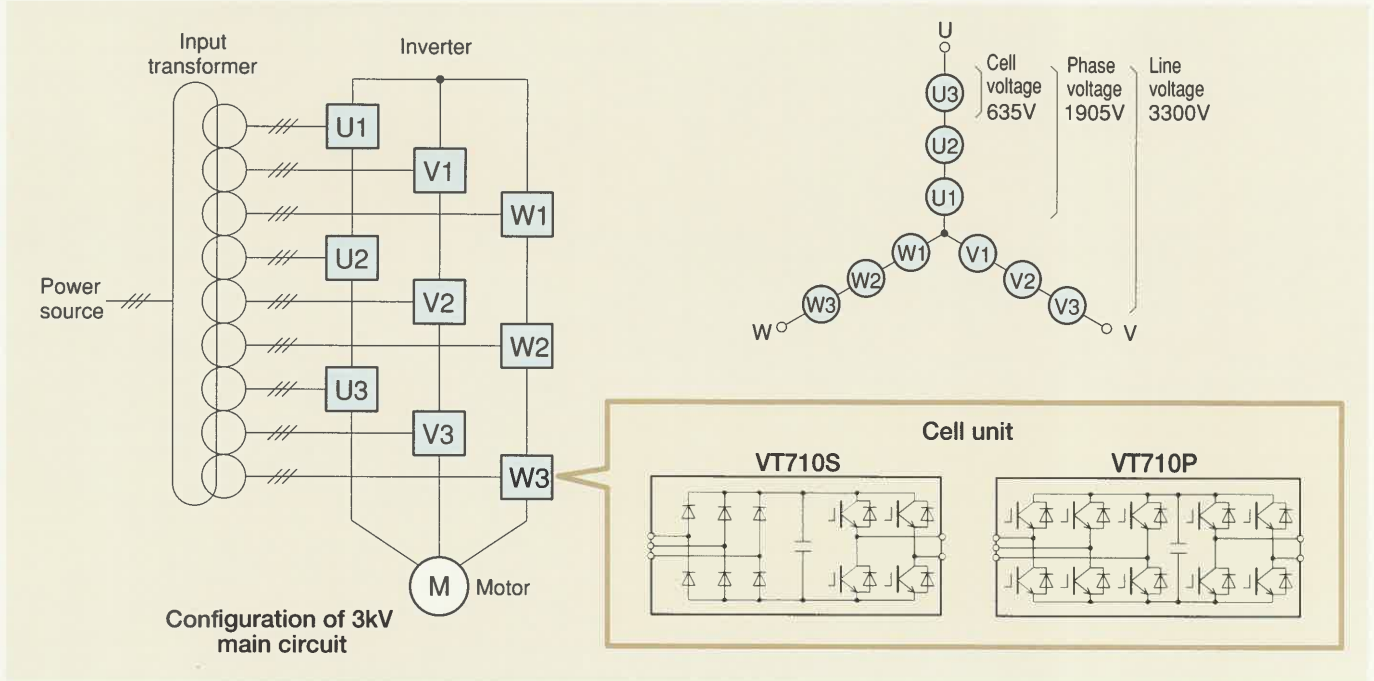 Input
transformer
Inverter
U1
V1
W1
U2
V2
W2
U3
V3
W3
Power
source
M
Motor
Configuration of 3kV
main circuit
U
U3
U2
U1
W1
W2
W3
W
V1
V2
V3
V
Cell
voltage
635V
Phase
voltage
1905V
Line
voltage
3300V
Cell unit
VT710S
VT710P